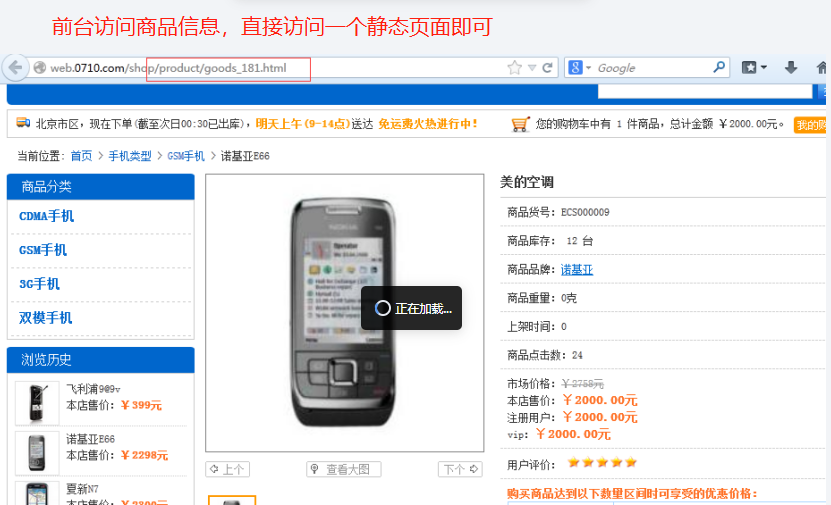 前台访问商品信息，直接访问一个静态页面即可
web.0710.com/shop/product/goods_181.html
Google
北京市区，现在下单(截至次日00:30已出库)，明天上午(9-14点)送达 免运费火热进行中!
您的购物车中有 1 件商品，总计金额 ￥2000.00元。
我的购
当前位置: 首页 > 手机类型 > GSM手机 > 诺基亚E66
商品分类
CDMA手机
GSM手机
3G手机
双模手机
浏览历史
飞利浦9@9v
本店售价：￥399元
诺基亚E66
本店售价：￥2298元
夏新N7
NOKIA
正在加载...
上个
查看大图
下个
美的空调
商品货号：ECS000009
商品库存： 12 台
商品品牌：诺基亚
商品重量：0克
上架时间：0
商品点击数：24
市场价格：￥2758元
本店售价：￥2000.00元
注册用户：￥2000.00元
vip：￥2000.00元
用户评价：
购买商品达到以下数量区间时可享受的优惠价格：